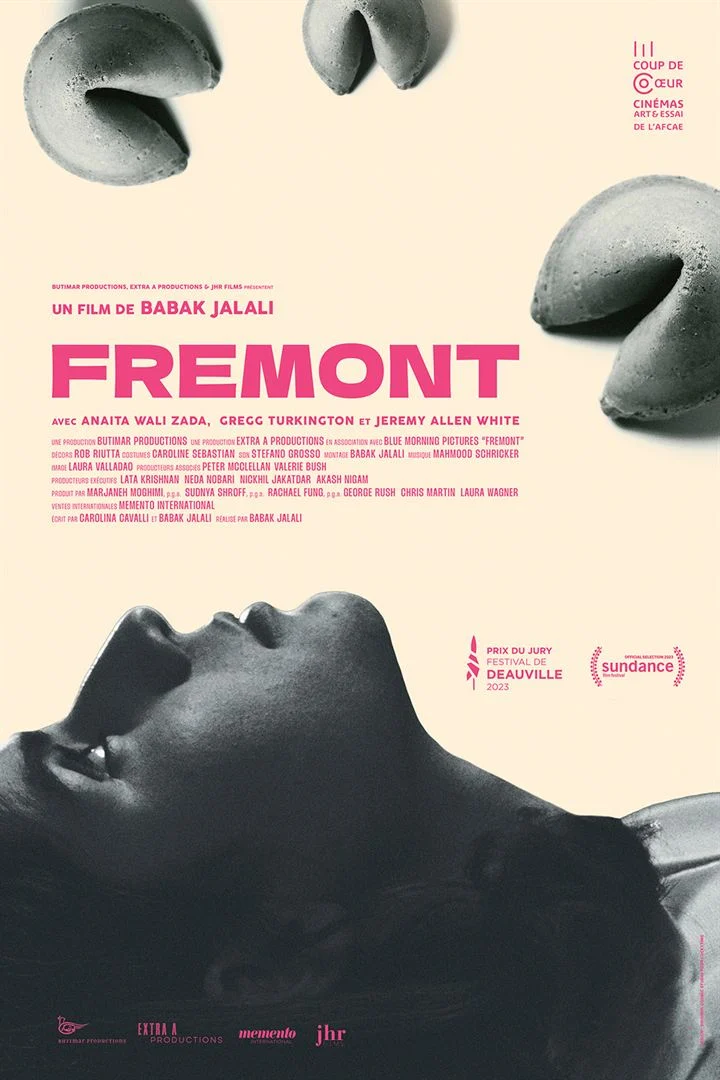 COUP DE
CŒUR
CINÉMAS
ART & ESSAI
DE L'AFCAE
BUTIMAR PRODUCTIONS, EXTRA A PRODUCTIONS & JHR FILMS PRÉSENTENT
UN FILM DE BABAK JALALI
FREMONT
AVEC ANAITA WALI ZADA, GREGG TURKINGTON ET JEREMY ALLEN WHITE
UNE PRODUCTION BUTIMAR PRODUCTIONS UNE PRODUCTION EXTRA A PRODUCTIONS EN ASSOCIATION AVEC BLUE MORNING PICTURES "FREMONT"
DÉCORS ROB RIUTTA COSTUMES CAROLINE SEBASTIAN SON STEFANO GROSSO MONTAGE BABAK JALALI MUSIQUE MAHMOOD SCHRICKER
IMAGE LAURA VALLADAO PRODUCTEURS ASSOCIÉS PETER MCCLELLAN VALERIE BUSH
PRODUCTEURS EXÉCUTIFS LATA KRISHNAN NEDA NOBARI NICKHIL JAKATDAR AKASH NIGAM
PRODUIT PAR MARJANEH MOGHIMI, p.g.a. SUDNYA SHROFF, p.g.a. RACHAEL FUNG, p.g.a. GEORGE RUSH CHRIS MARTIN LAURA WAGNER
VENTES INTERNATIONALES MEMENTO INTERNATIONAL
ÉCRIT PAR CAROLINA CAVALLI ET BABAK JALALI RÉALISÉ PAR BABAK JALALI
PRIX DU JURY
FESTIVAL DE
DEAUVILLE
2023
OFFICIAL SELECTION 2023
sundance
film festival
BUTIMAR PRODUCTIONS
EXTRA A
PRODUCTIONS
memento
INTERNATIONAL
jhr
FILMS